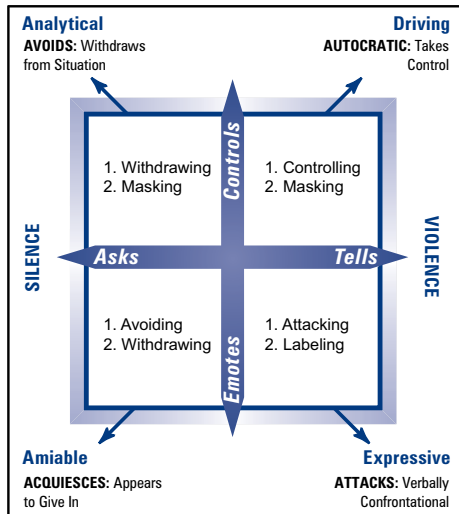 Analytical
AVOIDS: Withdraws
from Situation
Driving
AUTOCRATIC: Takes
Control
1. Withdrawing
2. Masking
Controls
1. Controlling
2. Masking
SILENCE
Asks
Tells
VIOLENCE
1. Avoiding
2. Withdrawing
Emotes
1. Attacking
2. Labeling
Amiable
ACQUIESCES: Appears
to Give In
Expressive
ATTACKS: Verbally
Confrontational